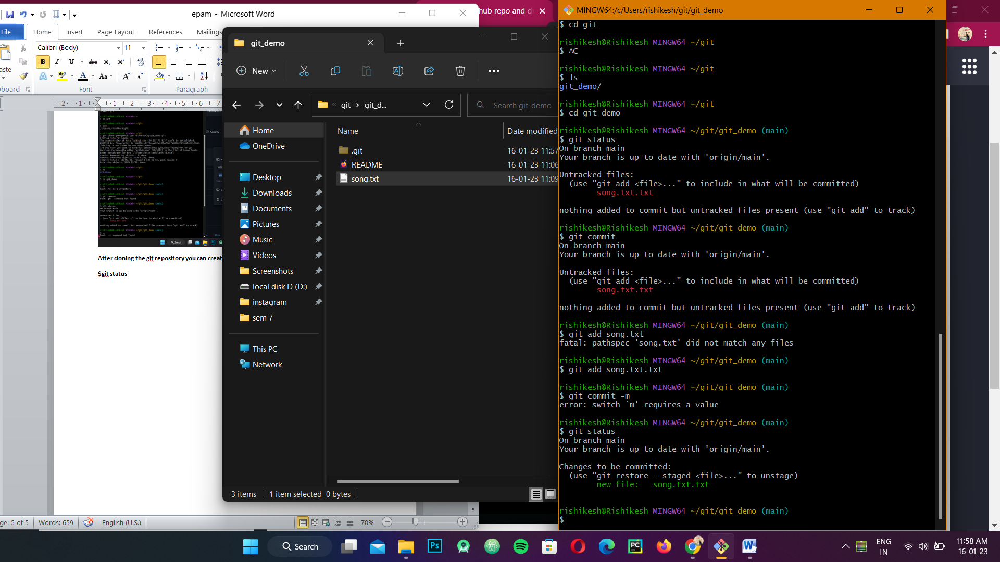 epam - Microsoft Word
File Home Insert Page Layout References Mailings
Calibri (Body) 11
Font
Paragraph
After cloning the git repository you can creat
$git status
5 of 5
Words: 659
English (U.S.)
70%
git_demo
New
git › git_d...
Search git_demo
Home
OneDrive
Desktop
Downloads
Documents
Pictures
Music
Videos
Screenshots
local disk D (D:)
instagram
sem 7
This PC
Network
Name Date modified
.git 16-01-23 11:57
README 16-01-23 11:06
song.txt 16-01-23 11:09
3 items 1 item selected 0 bytes
hub repo and
MINGW64:/c/Users/rishikesh/git/git_demo
$ cd git
rishikesh@Rishikesh MINGW64 ~/git
$ ^C
rishikesh@Rishikesh MINGW64 ~/git
$ ls
git_demo/
rishikesh@Rishikesh MINGW64 ~/git
$ cd git_demo
rishikesh@Rishikesh MINGW64 ~/git/git_demo (main)
$ git status
On branch main
Your branch is up to date with 'origin/main'.
Untracked files:
(use "git add <file>..." to include in what will be committed)
song.txt.txt
nothing added to commit but untracked files present (use "git add" to track)
rishikesh@Rishikesh MINGW64 ~/git/git_demo (main)
$ git commit
On branch main
Your branch is up to date with 'origin/main'.
Untracked files:
(use "git add <file>..." to include in what will be committed)
song.txt.txt
nothing added to commit but untracked files present (use "git add" to track)
rishikesh@Rishikesh MINGW64 ~/git/git_demo (main)
$ git add song.txt
fatal: pathspec 'song.txt' did not match any files
rishikesh@Rishikesh MINGW64 ~/git/git_demo (main)
$ git add song.txt.txt
rishikesh@Rishikesh MINGW64 ~/git/git_demo (main)
$ git commit -m
error: switch `m' requires a value
rishikesh@Rishikesh MINGW64 ~/git/git_demo (main)
$ git status
On branch main
Your branch is up to date with 'origin/main'.
Changes to be committed:
(use "git restore --staged <file>..." to unstage)
new file: song.txt.txt
rishikesh@Rishikesh MINGW64 ~/git/git_demo (main)
$
Search
ENG
IN
11:58 AM
16-01-23